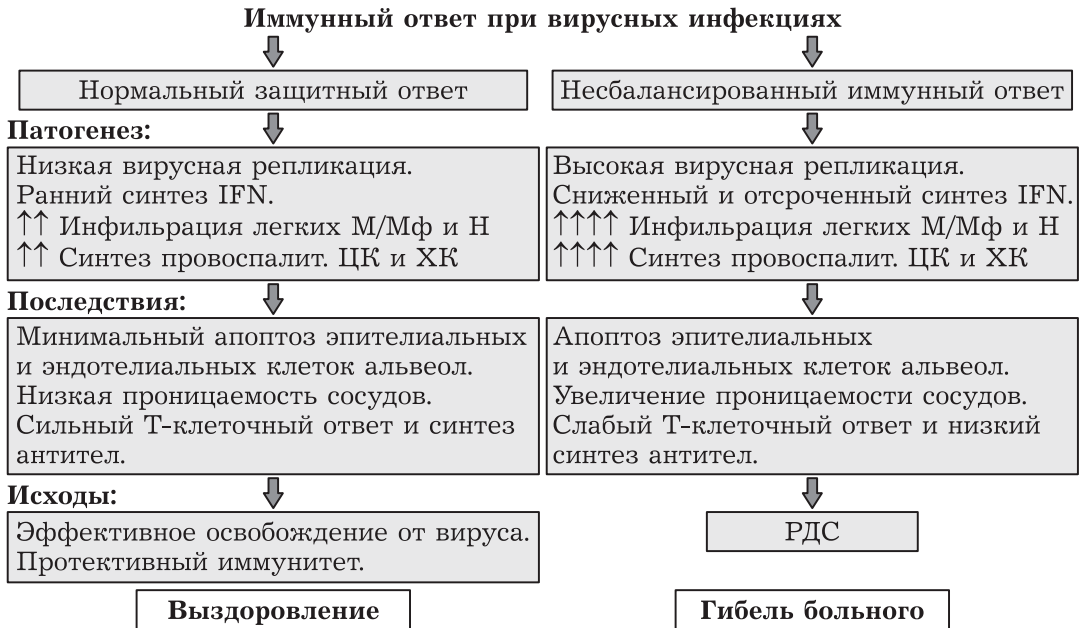 Иммунный ответ при вирусных инфекциях
Нормальный защитный ответ
Несбалансированный иммунный ответ
Патогенез:
Низкая вирусная репликация.
Ранний синтез IFN.
↑↑ Инфильрация легких М/Мф и Н
↑↑ Синтез провоспалит. ЦК и ХК
Высокая вирусная репликация.
Сниженный и отсроченный синтез IFN.
↑↑↑↑ Инфильрация легких М/Мф и Н
↑↑↑↑ Синтез провоспалит. ЦК и ХК
Последствия:
Минимальный апоптоз эпителиальных
и эндотелиальных клеток альвеол.
Низкая проницаемость сосудов.
Сильный Т-клеточный ответ и синтез
антител.
Апоптоз эпителиальных
и эндотелиальных клеток альвеол.
Увеличение проницаемости сосудов.
Слабый Т-клеточный ответ и низкий
синтез антител.
Исходы:
Эффективное освобождение от вируса.
Протективный иммунитет.
РДС
Выздоровление
Гибель больного